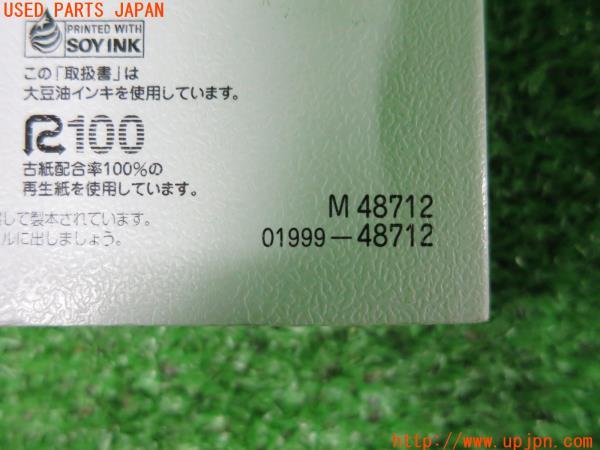 USED PARTS JAPAN
PRINTED WITH
SOY INK
この「取扱書」は
大豆油インキを使用しています。
R100
古紙配合率100%の
再生紙を使用しています。
して製本されています。
ルに出しましょう。
M 48712
01999-48712
http://www.upjpn.com/